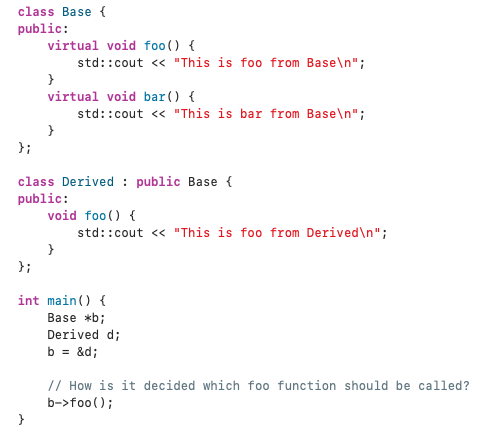 class Base {
public:
    virtual void foo() {
        std::cout << "This is foo from Base\n";
    }
    virtual void bar() {
        std::cout << "This is bar from Base\n";
    }
};

class Derived : public Base {
public:
    void foo() {
        std::cout << "This is foo from Derived\n";
    }
};

int main() {
    Base *b;
    Derived d;
    b = &d;

    // How is it decided which foo function should be called?
    b->foo();
}